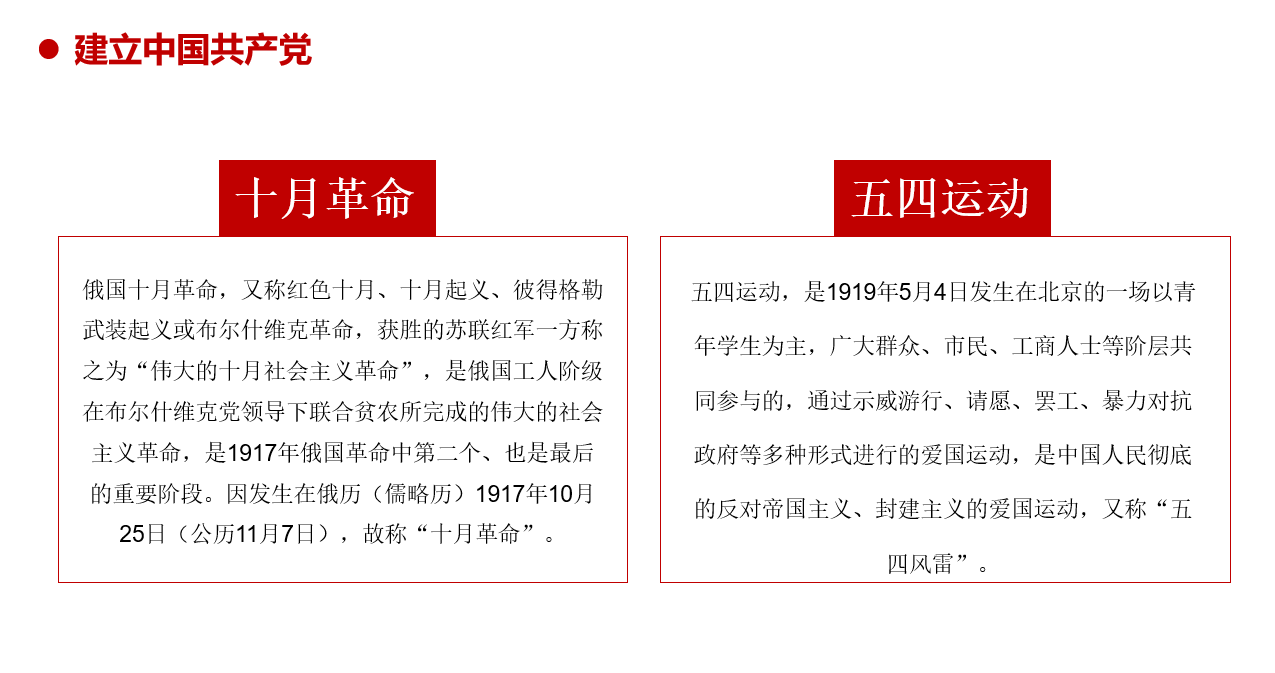 建立中国共产党
十月革命
俄国十月革命，又称红色十月、十月起义、彼得格勒
武装起义或布尔什维克革命，获胜的苏联红军一方称
之为“伟大的十月社会主义革命”，是俄国工人阶级
在布尔什维克党领导下联合贫农所完成的伟大的社会
主义革命，是1917年俄国革命中第二个、也是最后
的重要阶段。因发生在俄历（儒略历）1917年10月
25日（公历11月7日），故称“十月革命”。
五四运动
五四运动，是1919年5月4日发生在北京的一场以青
年学生为主，广大群众、市民、工商人士等阶层共
同参与的，通过示威游行、请愿、罢工、暴力对抗
政府等多种形式进行的爱国运动，是中国人民彻底
的反对帝国主义、封建主义的爱国运动，又称“五
四风雷”。